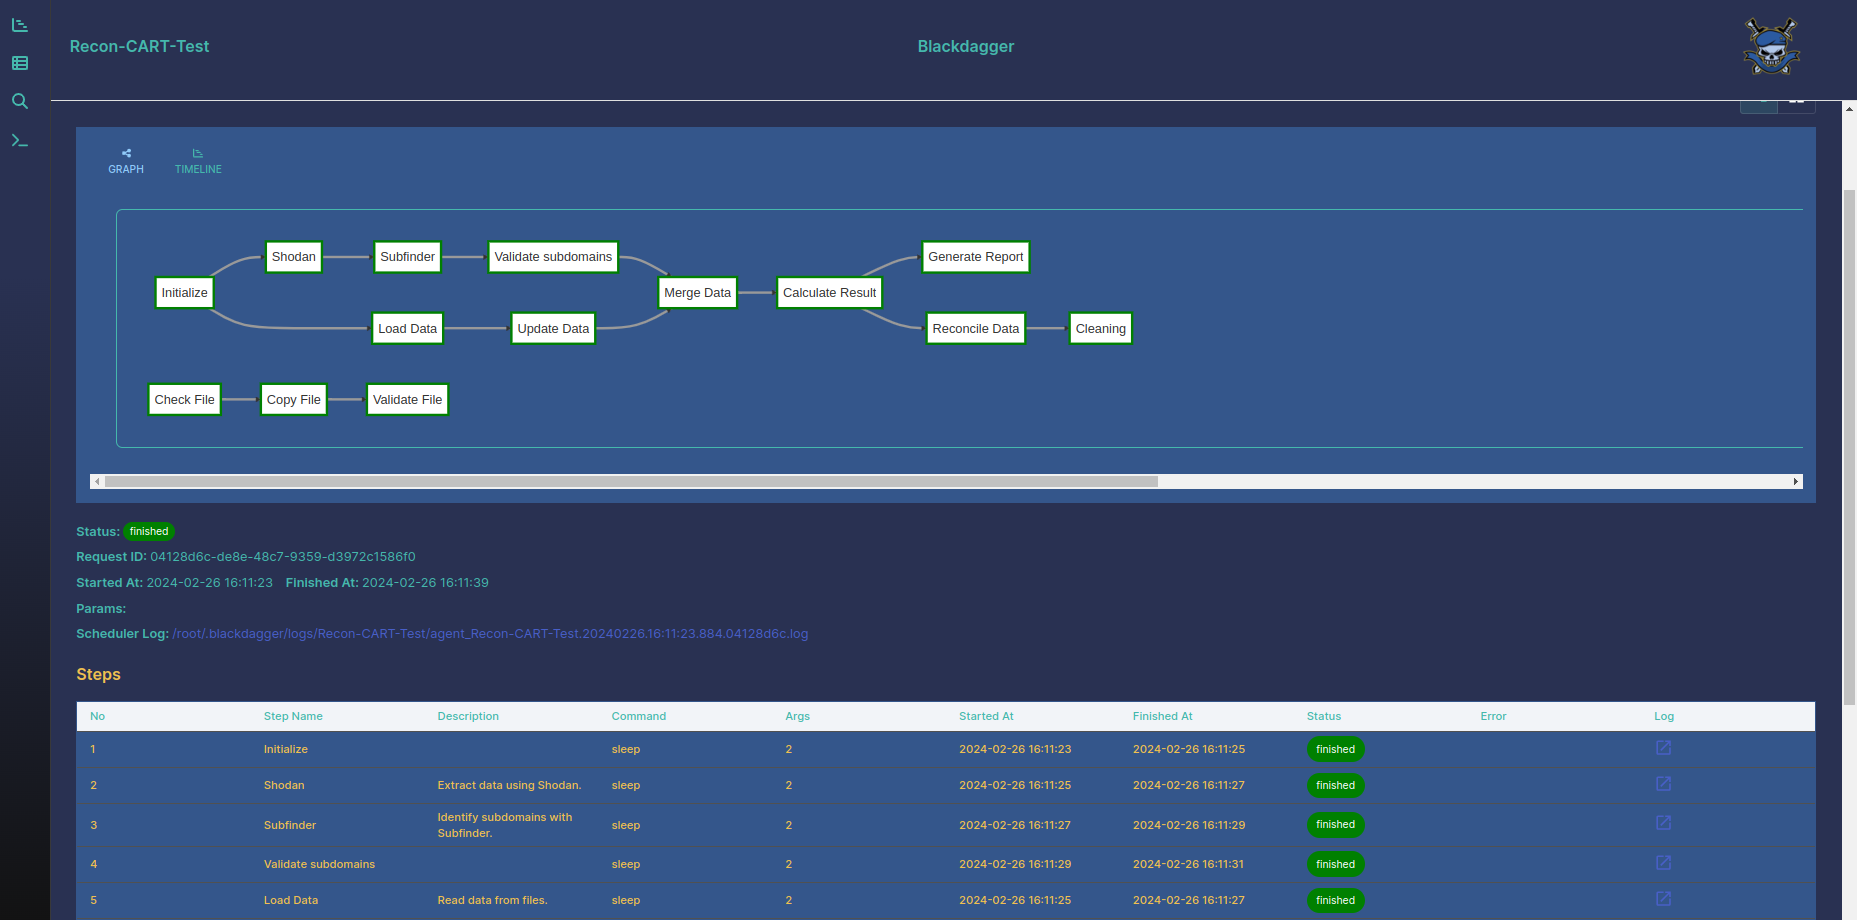 Recon-CART-Test
Blackdagger
GRAPH
TIMELINE
Shodan
Subfinder
Validate subdomains
Generate Report
Initialize
Merge Data
Calculate Result
Load Data
Update Data
Reconcile Data
Cleaning
Check File
Copy File
Validate File
Status: finished
Request ID: 04128d6c-de8e-48c7-9359-d3972c1586f0
Started At: 2024-02-26 16:11:23 Finished At: 2024-02-26 16:11:39
Params:
Scheduler Log: /root/.blackdagger/logs/Recon-CART-Test/agent_Recon-CART-Test.20240226.16:11:23.884.04128d6c.log
Steps
No Step Name Description Command Args Started At Finished At Status Error Log
1 Initialize sleep 2 2024-02-26 16:11:23 2024-02-26 16:11:25 finished
2 Shodan Extract data using Shodan. sleep 2 2024-02-26 16:11:25 2024-02-26 16:11:27 finished
3 Subfinder Identify subdomains with Subfinder. sleep 2 2024-02-26 16:11:27 2024-02-26 16:11:29 finished
4 Validate subdomains sleep 2 2024-02-26 16:11:29 2024-02-26 16:11:31 finished
5 Load Data Read data from files. sleep 2 2024-02-26 16:11:25 2024-02-26 16:11:27 finished